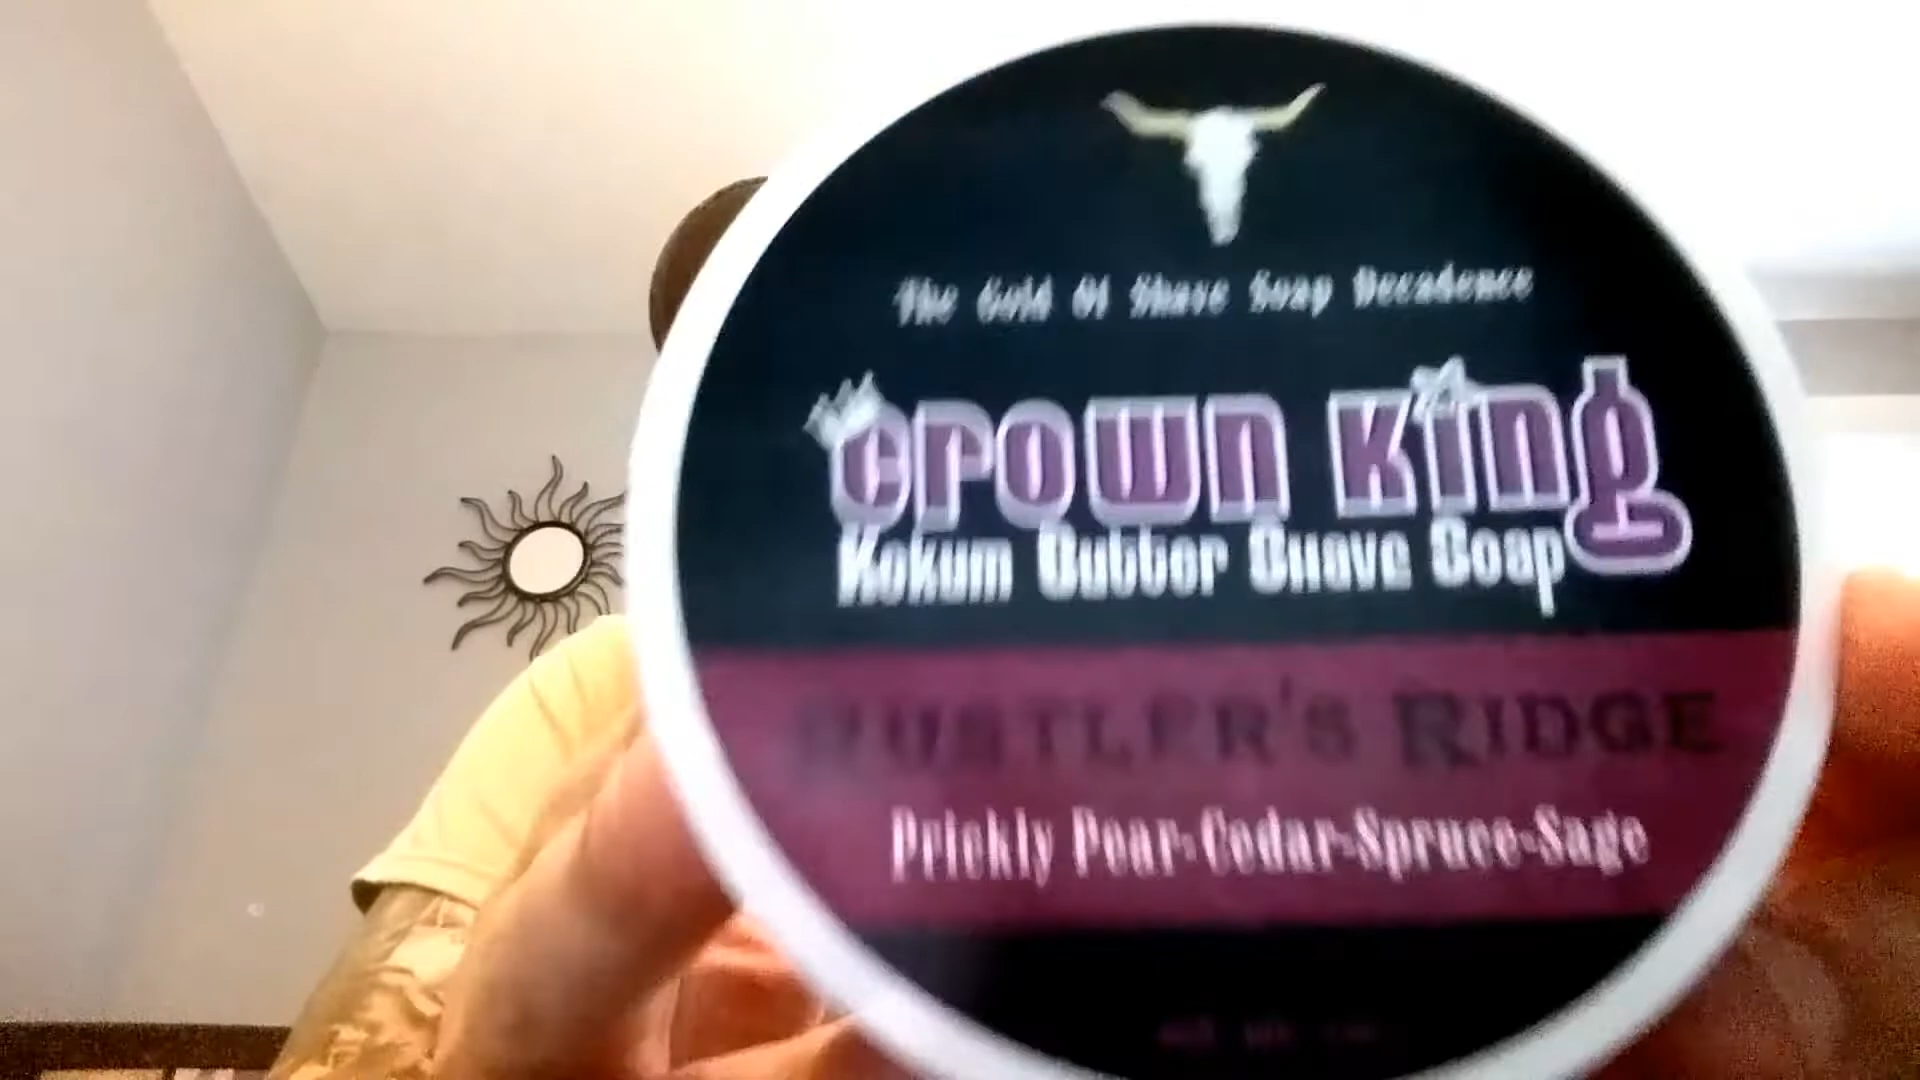 The Gold Of Shave Soap Decadence
Crown King
Kokum Butter Shave Soap
RUSTLER'S RIDGE
Prickly Pear-Cedar-Spruce-Sage